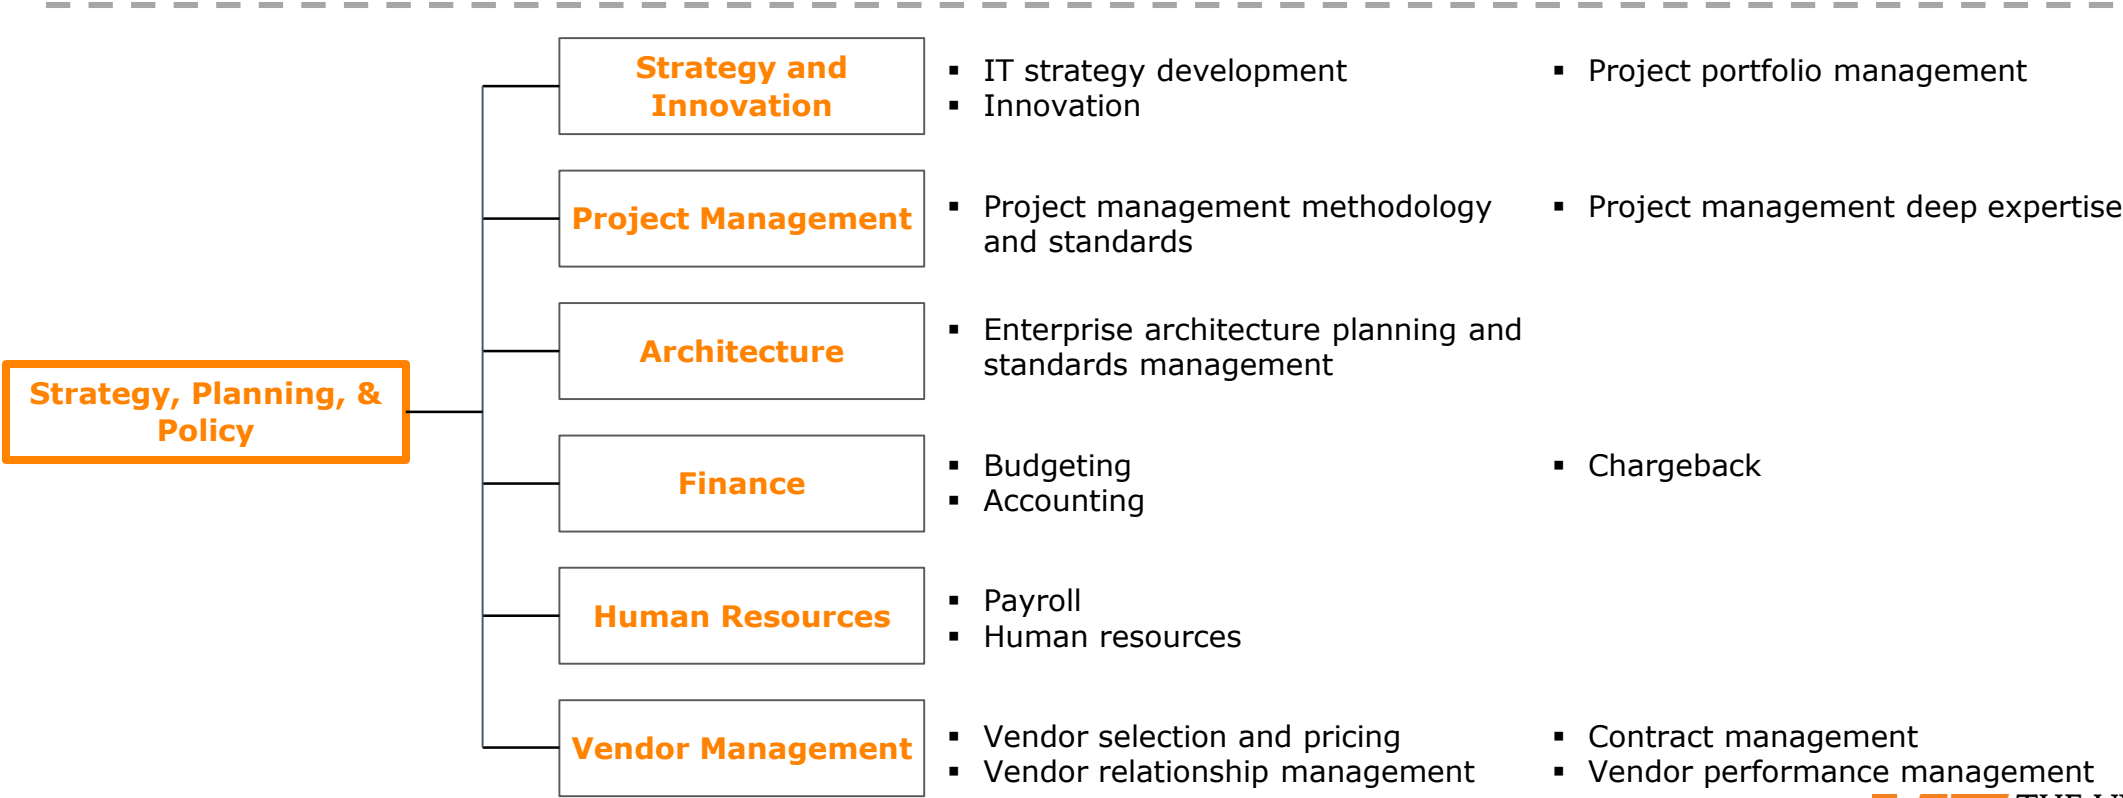 Strategy, Planning, &
Policy
Strategy and
Innovation
▪ IT strategy development
▪ Innovation
▪ Project portfolio management
Project Management
▪ Project management methodology
and standards
▪ Project management deep expertise
Architecture
▪ Enterprise architecture planning and
standards management
Finance
▪ Budgeting
▪ Accounting
▪ Chargeback
Human Resources
▪ Payroll
▪ Human resources
Vendor Management
▪ Vendor selection and pricing
▪ Vendor relationship management
▪ Contract management
▪ Vendor performance management